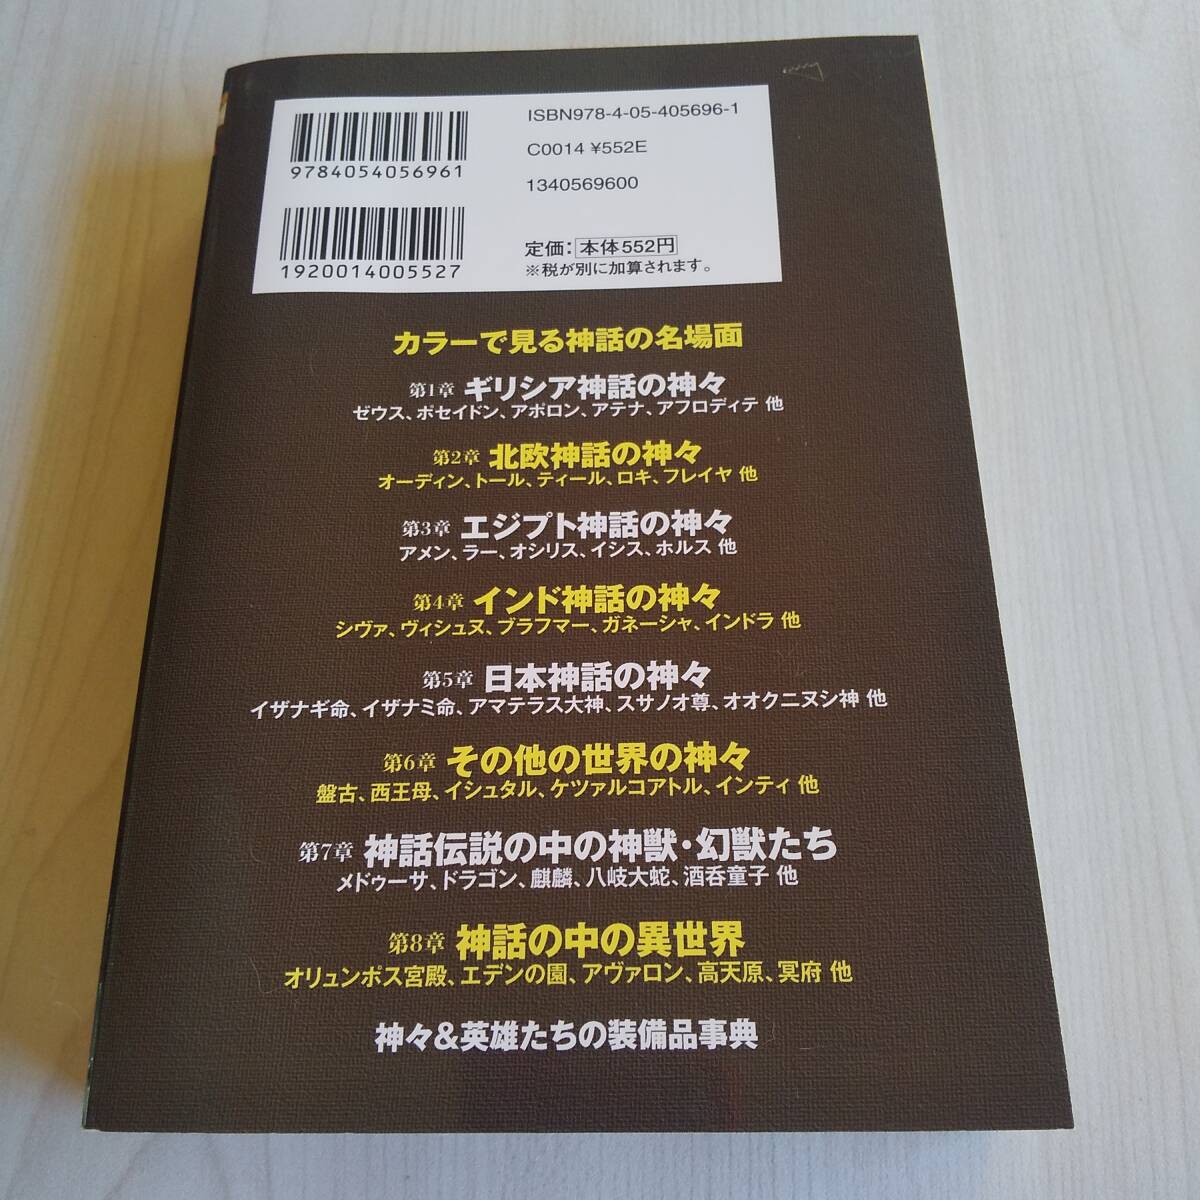 ISBN978-4-05-405696-1
9784054056961
C0014 ¥552E
1340569600
1920014005527
定価：本体552円
※税が別に加算されます。
カラーで見る神話の名場面
第1章 ギリシア神話の神々
ゼウス、ポセイドン、アポロン、アテナ、アフロディテ 他
第2章 北欧神話の神々
オーディン、トール、ティール、ロキ、フレイヤ 他
第3章 エジプト神話の神々
アメン、ラー、オシリス、イシス、ホルス 他
第4章 インド神話の神々
シヴァ、ヴィシュヌ、ブラフマー、ガネーシャ、インドラ 他
第5章 日本神話の神々
イザナギ命、イザナミ命、アマテラス大神、スサノオ尊、オオクニヌシ神 他
第6章 その他の世界の神々
盤古、西王母、イシュタル、ケツァルコアトル、インティ 他
第7章 神話伝説の中の神獣・幻獣たち
メドゥーサ、ドラゴン、麒麟、八岐大蛇、酒呑童子 他
第8章 神話の中の異世界
オリュンポス宮殿、エデンの園、アヴァロン、高天原、冥府 他
神々&英雄たちの装備品事典